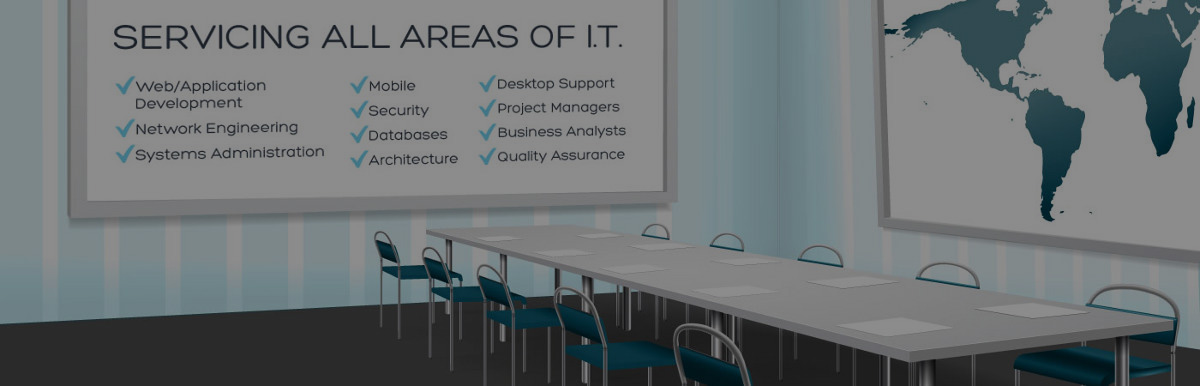 SERVICING ALL AREAS OF I.T.
Web/Application
Development
Network Engineering
Systems Administration
Mobile
Security
Databases
Architecture
Desktop Support
Project Managers
Business Analysts
Quality Assurance